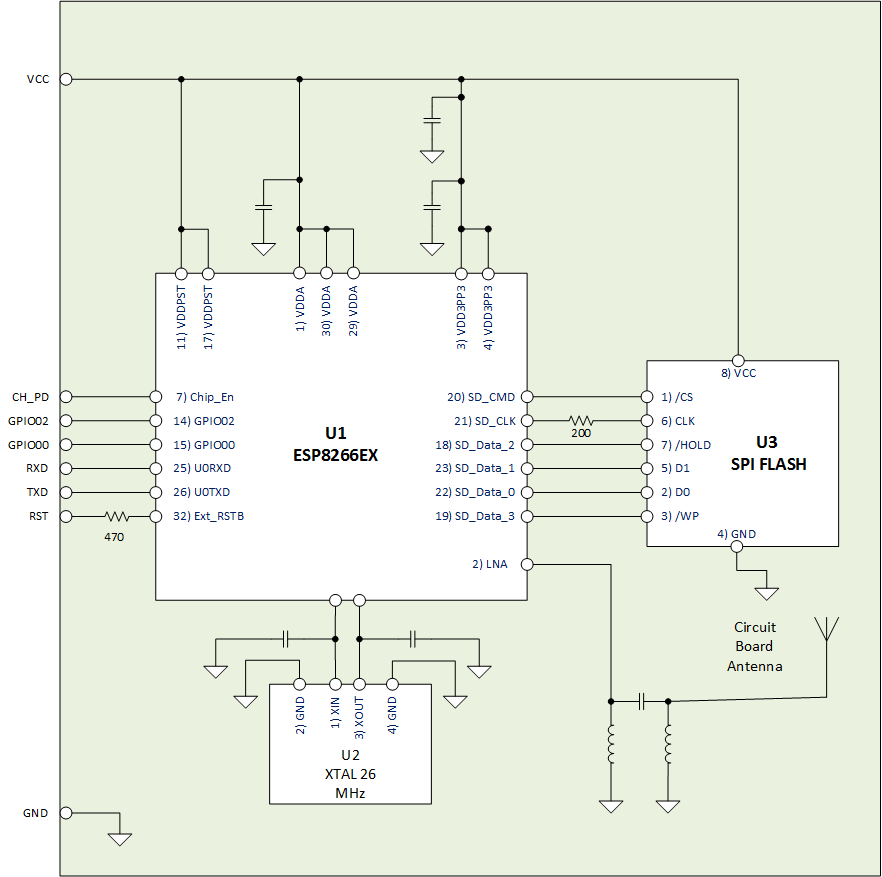 VCC
11) VDDPST
17) VDDPST
1) VDDA
30) VDDA
29) VDDA
3) VDD3PP3
4) VDD3PP3
8) VCC
CH_PD
7) Chip_En
20) SD_CMD
1) /CS
GPIO02
14) GPIO02
21) SD_CLK
200
6) CLK
GPIO00
15) GPIO00
18) SD_Data_2
7) /HOLD
RXD
25) U0RXD
23) SD_Data_1
5) D1
TXD
26) U0TXD
22) SD_Data_0
2) D0
RST
470
32) Ext_RSTB
19) SD_Data_3
3) /WP
U1
ESP8266EX
U3
SPI FLASH
4) GND
2) LNA
Circuit
Board
Antenna
2) GND
1) XIN
3) XOUT
4) GND
U2
XTAL 26
MHz
GND